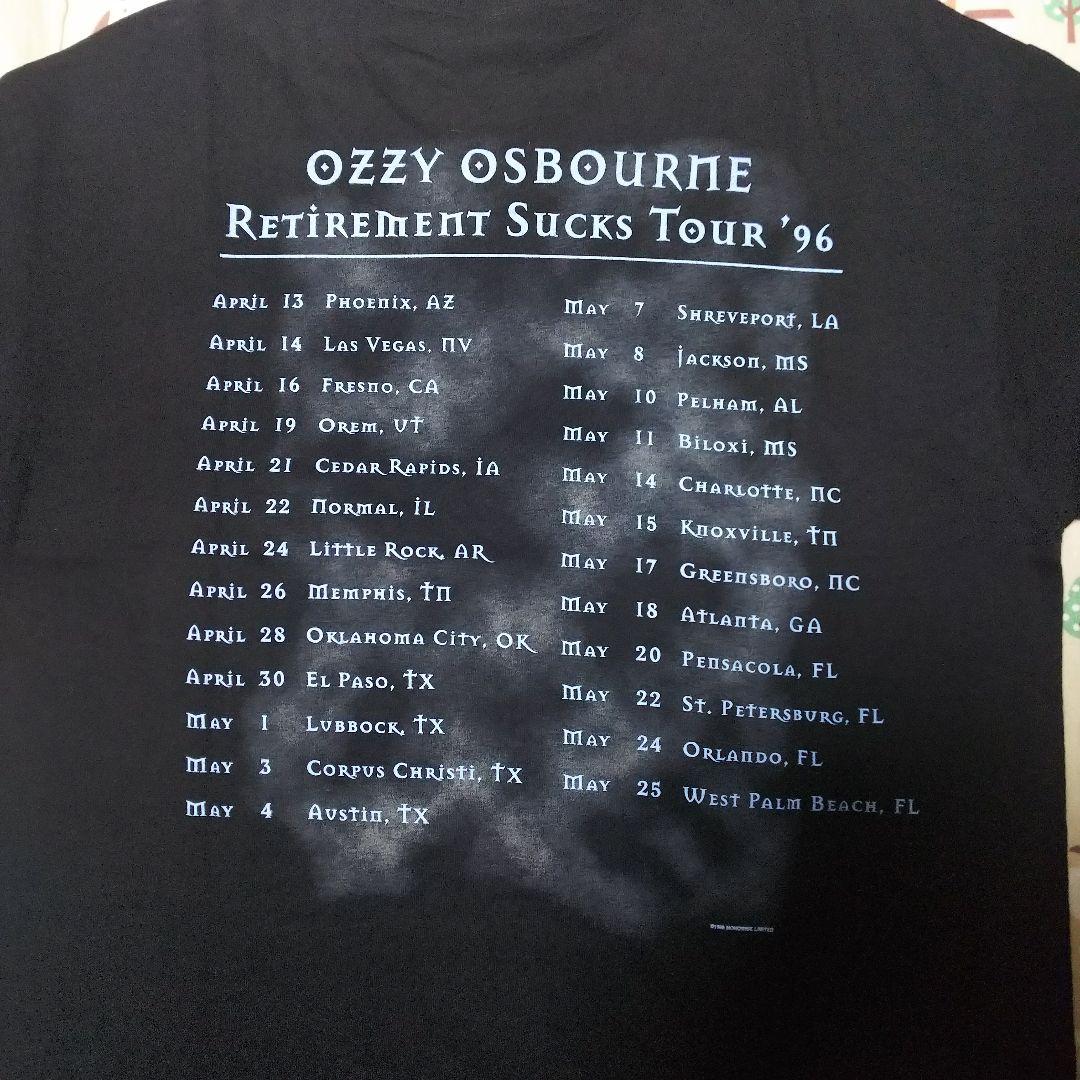 OZZY OSBOURNE
RETIREMENT SUCKS TOUR '96
APRIL 13 PHOENIX, AZ
APRIL 14 LAS VEGAS, NV
APRIL 16 FRESNO, CA
APRIL 19 OREM, UT
APRIL 21 CEDAR RAPIDS, IA
APRIL 22 NORMAL, IL
APRIL 24 LITTLE ROCK, AR
APRIL 26 MEMPHIS, TN
APRIL 28 OKLAHOMA CITY, OK
APRIL 30 EL PASO, TX
MAY 1 LUBBOCK, TX
MAY 3 CORPUS CHRISTI, TX
MAY 4 AUSTIN, TX
MAY 7 SHREVEPORT, LA
MAY 8 JACKSON, MS
MAY 10 PELHAM, AL
MAY 11 BILOXI, MS
MAY 14 CHARLOTTE, NC
MAY 15 KNOXVILLE, TN
MAY 17 GREENSBORO, NC
MAY 18 ATLANTA, GA
MAY 20 PENSACOLA, FL
MAY 22 ST. PETERSBURG, FL
MAY 24 ORLANDO, FL
MAY 25 WEST PALM BEACH, FL